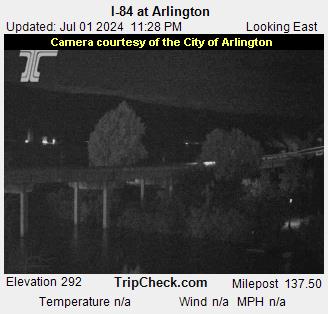 I-84 at Arlington
Updated: Jul 01 2024 11:28 PM Looking East
Camera courtesy of the City of Arlington
Elevation 292 TripCheck.com Milepost 137.50
Temperature n/a Wind n/a MPH n/a